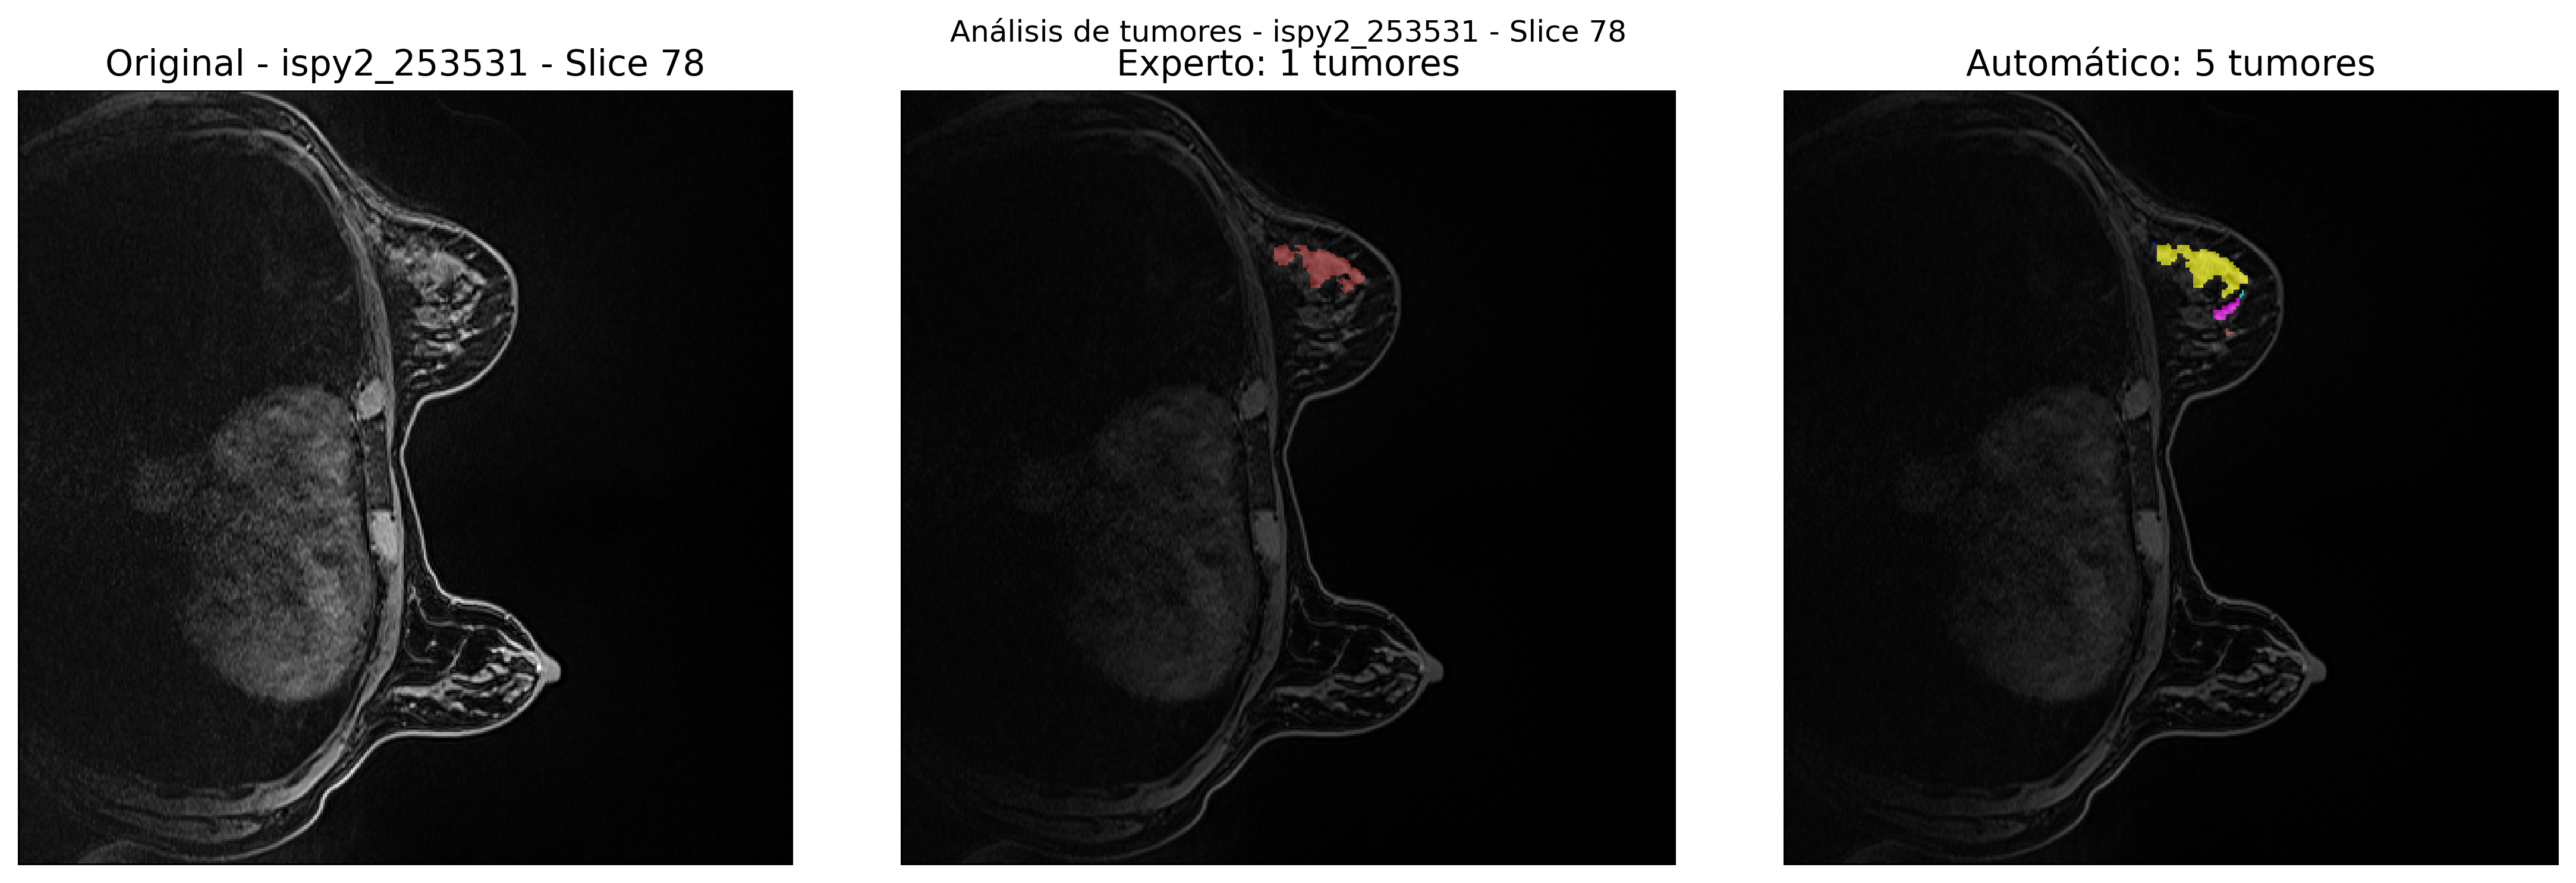 Análisis de tumores - ispy2_253531 - Slice 78
Original - ispy2_253531 - Slice 78
Experto: 1 tumores
Automático: 5 tumores